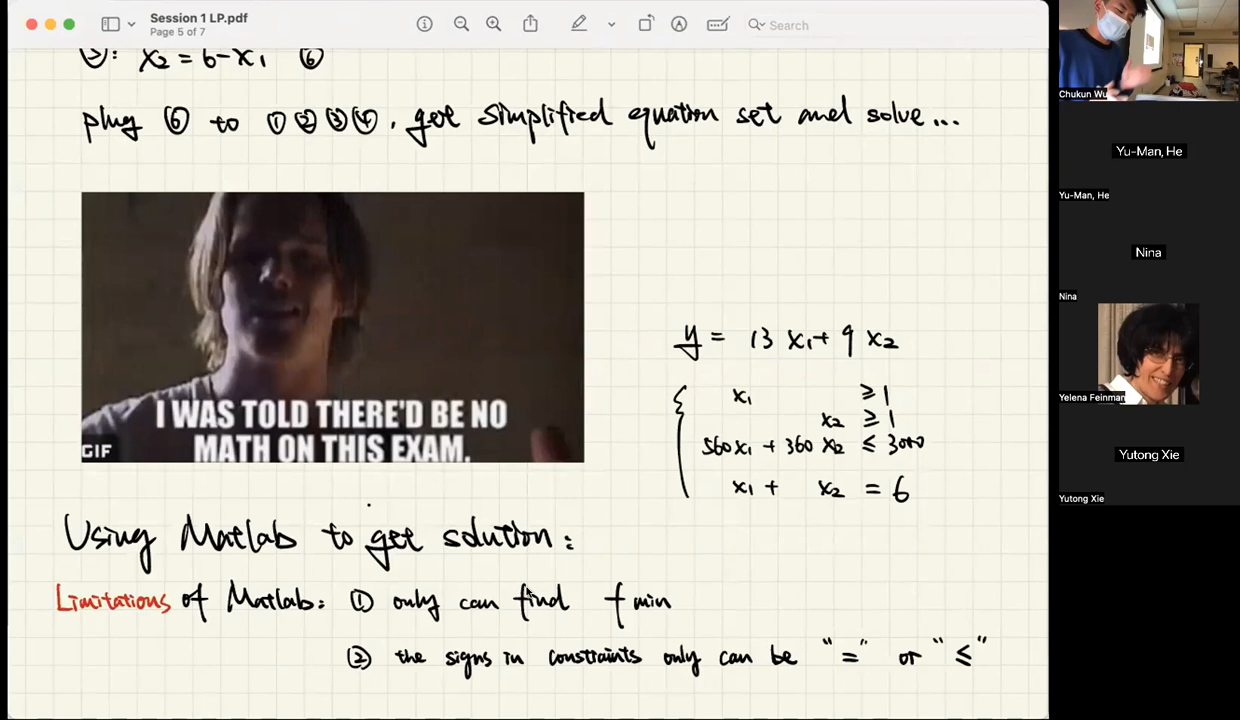 Session 1 LP.pdf
Page 5 of 7
Search
⑤: x₂ = 6-x₁ ⑥
plug ⑥ to ①②③④, get simplified equation set and solve...
I WAS TOLD THERE'D BE NO
MATH ON THIS EXAM.
GIF
y = 13 x₁ + 9 x₂
x₁ ≥ 1
x₂ ≥ 1
560x₁ + 360 x₂ ≤ 3000
x₁ + x₂ = 6
Using Matlab to get solution:
Limitations of Matlab: ① only can find f min
② the signs in constraints only can be "=" or "≤"
Chukun Wu
Yu-Man, He
Yu-Man, He
Nina
Nina
Yelena Feinman
Yutong Xie
Yutong Xie